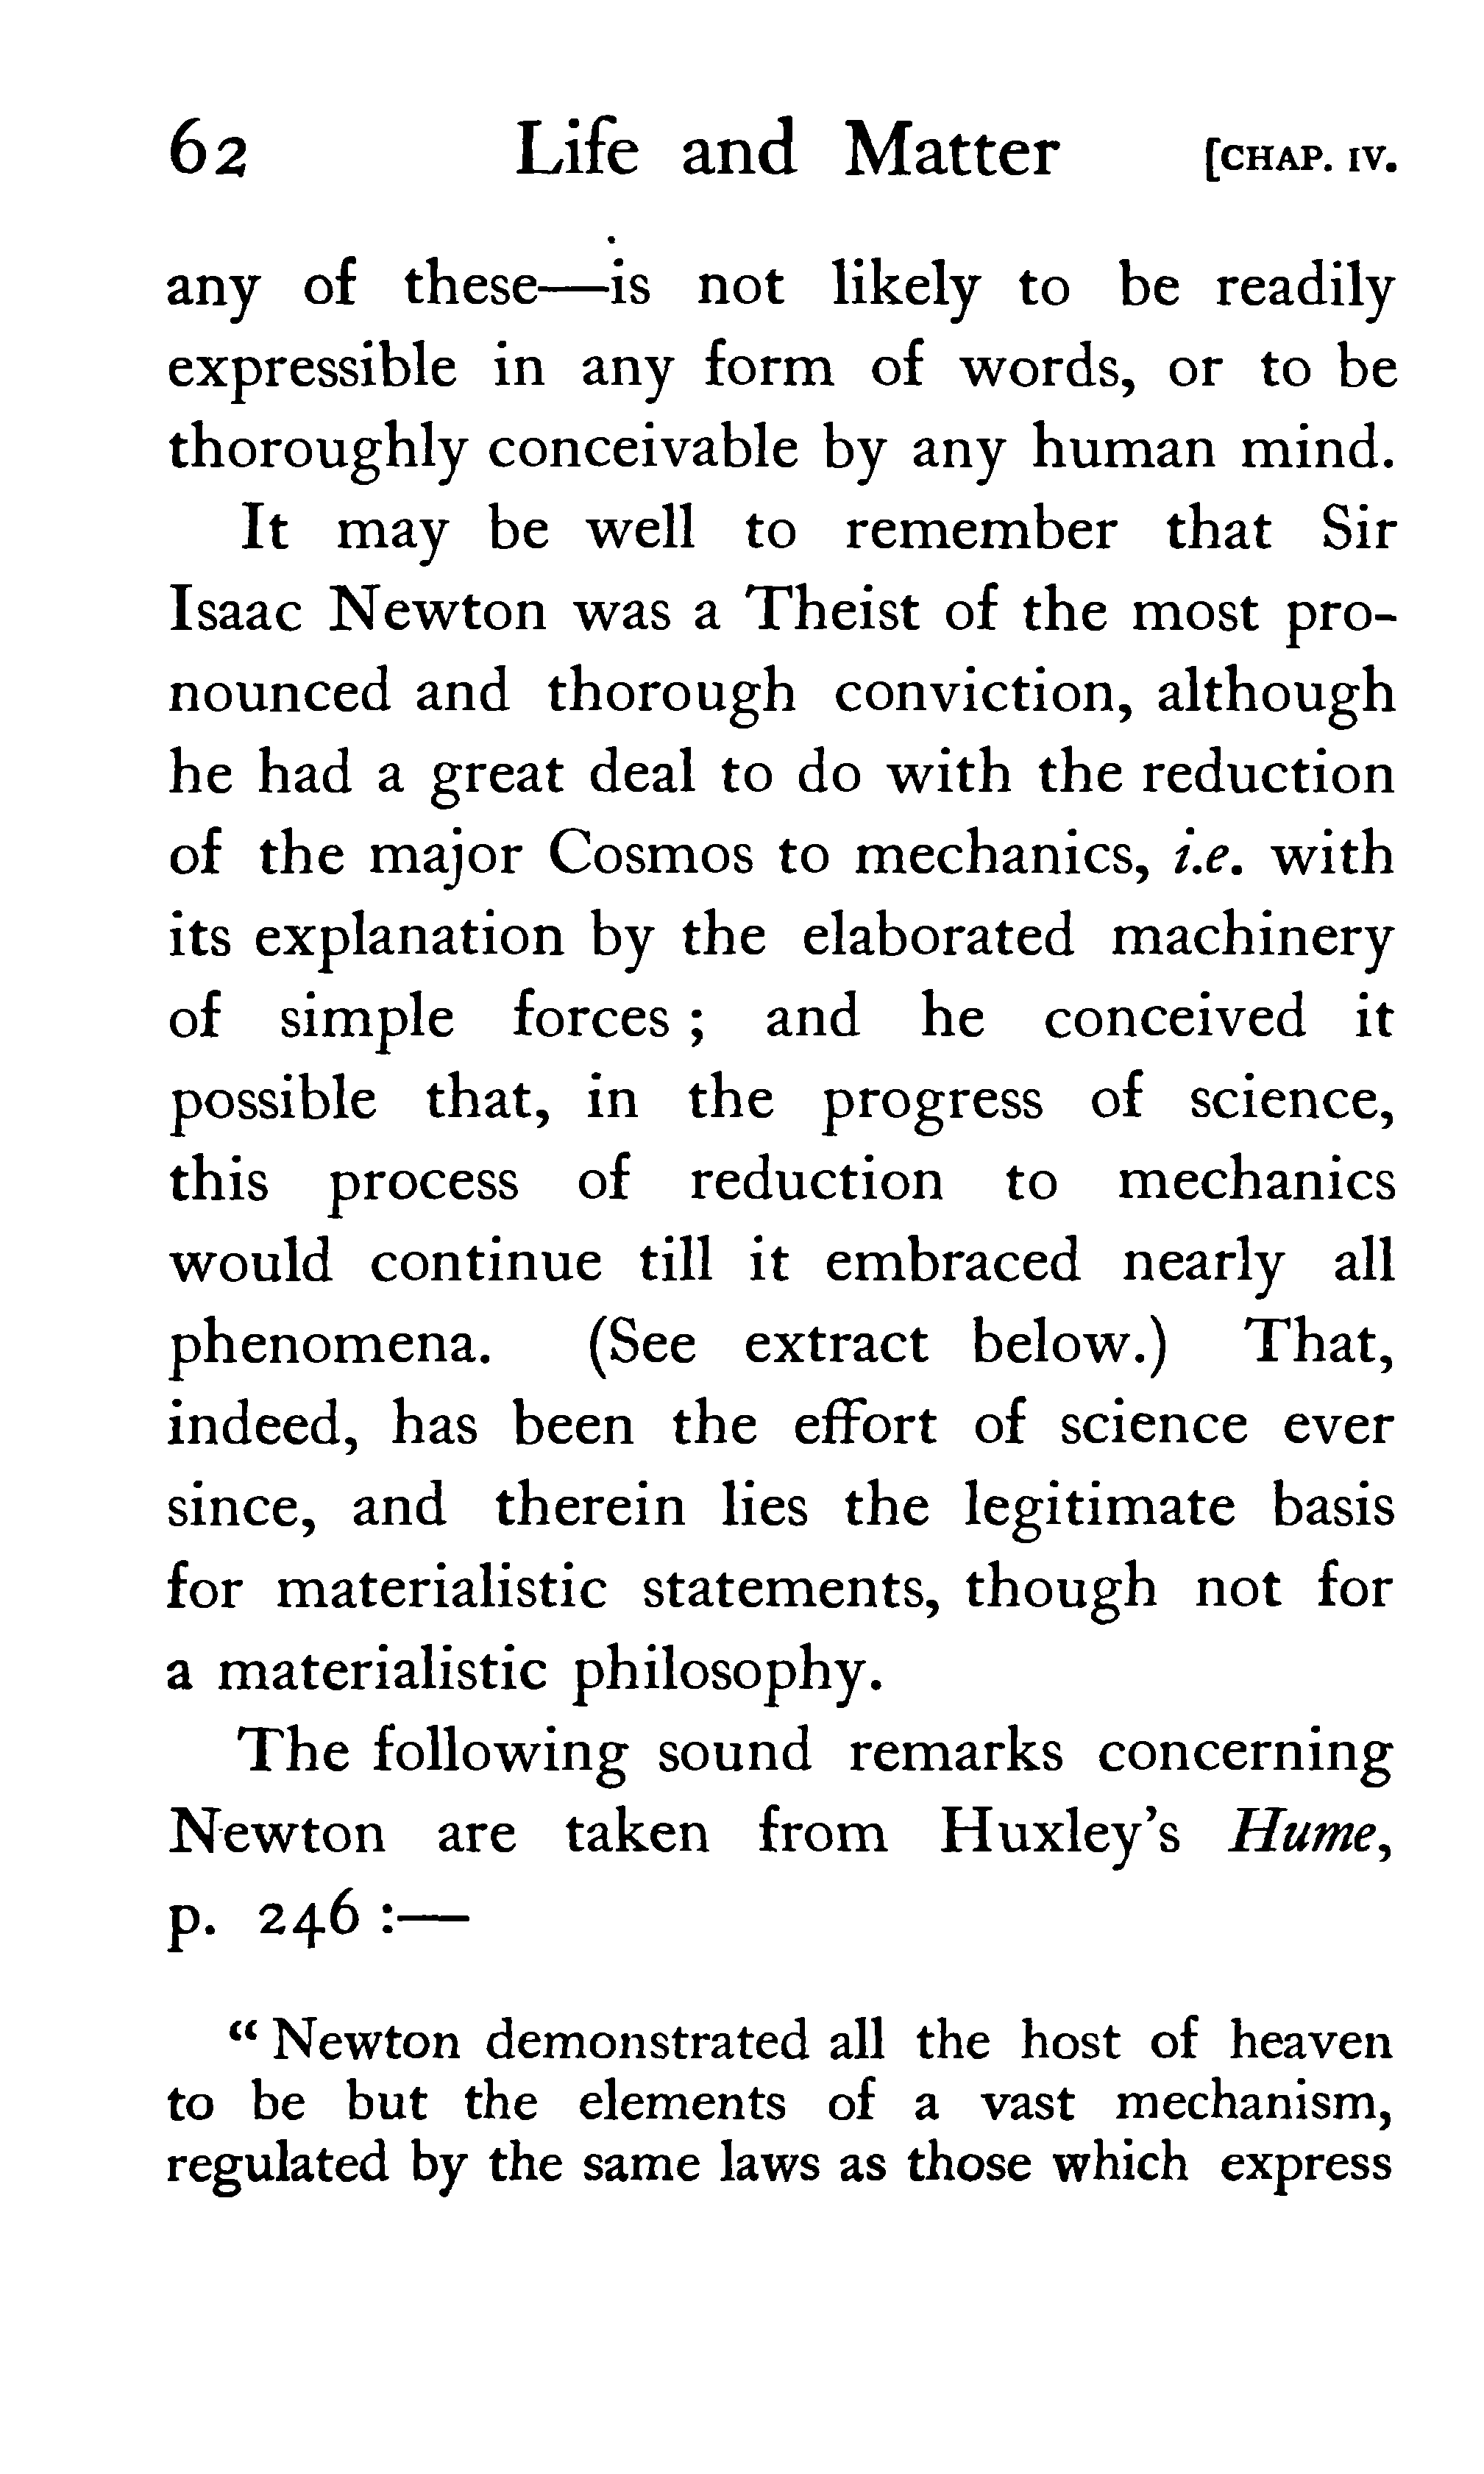 62 Life and Matter [CHAP. IV.
any of these—is not likely to be readily
expressible in any form of words, or to be
thoroughly conceivable by any human mind.
It may be well to remember that Sir
Isaac Newton was a Theist of the most pro-
nounced and thorough conviction, although
he had a great deal to do with the reduction
of the major Cosmos to mechanics, i.e. with
its explanation by the elaborated machinery
of simple forces ; and he conceived it
possible that, in the progress of science,
this process of reduction to mechanics
would continue till it embraced nearly all
phenomena. (See extract below.) That,
indeed, has been the effort of science ever
since, and therein lies the legitimate basis
for materialistic statements, though not for
a materialistic philosophy.
The following sound remarks concerning
Newton are taken from Huxley's Hume,
p. 246 :—
“ Newton demonstrated all the host of heaven
to be but the elements of a vast mechanism,
regulated by the same laws as those which express